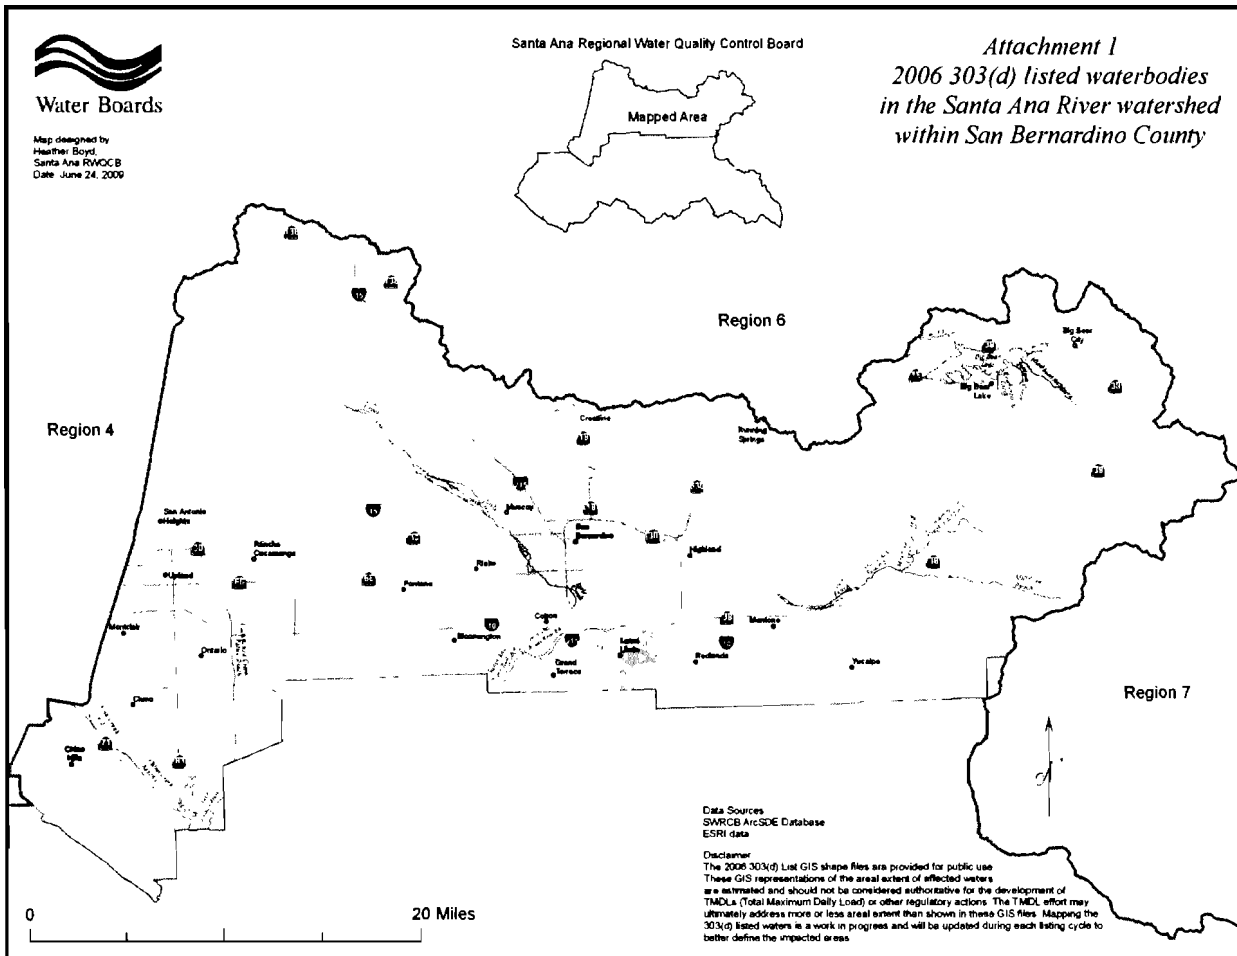 Water Boards
Map designed by
Heather Boyd,
Santa Ana RWQCB
Date June 24, 2009
Santa Ana Regional Water Quality Control Board
Mapped Area
Attachment 1
2006 303(d) listed waterbodies
in the Santa Ana River watershed
within San Bernardino County
Region 6
Region 4
Region 7
Big Bear
City
Big Bear
Lake
Crestline
Running
Springs
San Antonio
Heights
Muscoy
San
Bernardino
Rancho
Cucamonga
Highland
Rialto
Upland
Fontana
Montclair
Colton
Mentone
Bloomington
Ontario
Loma
Linda
Grand
Terrace
Redlands
Yucaipa
Chino
Chino
Hills
Data Sources
SWRCB ArcSDE Database
ESRI data
Disclaimer
The 2006 303(d) List GIS shape files are provided for public use
These GIS representations of the areal extent of affected waters
are estimated and should not be considered authoritative for the development of
TMDLs (Total Maximum Daily Load) or other regulatory actions The TMDL effort may
ultimately address more or less areal extent than shown in these GIS files Mapping the
303(d) listed waters is a work in progress and will be updated during each listing cycle to
better define the impacted areas
0
20 Miles